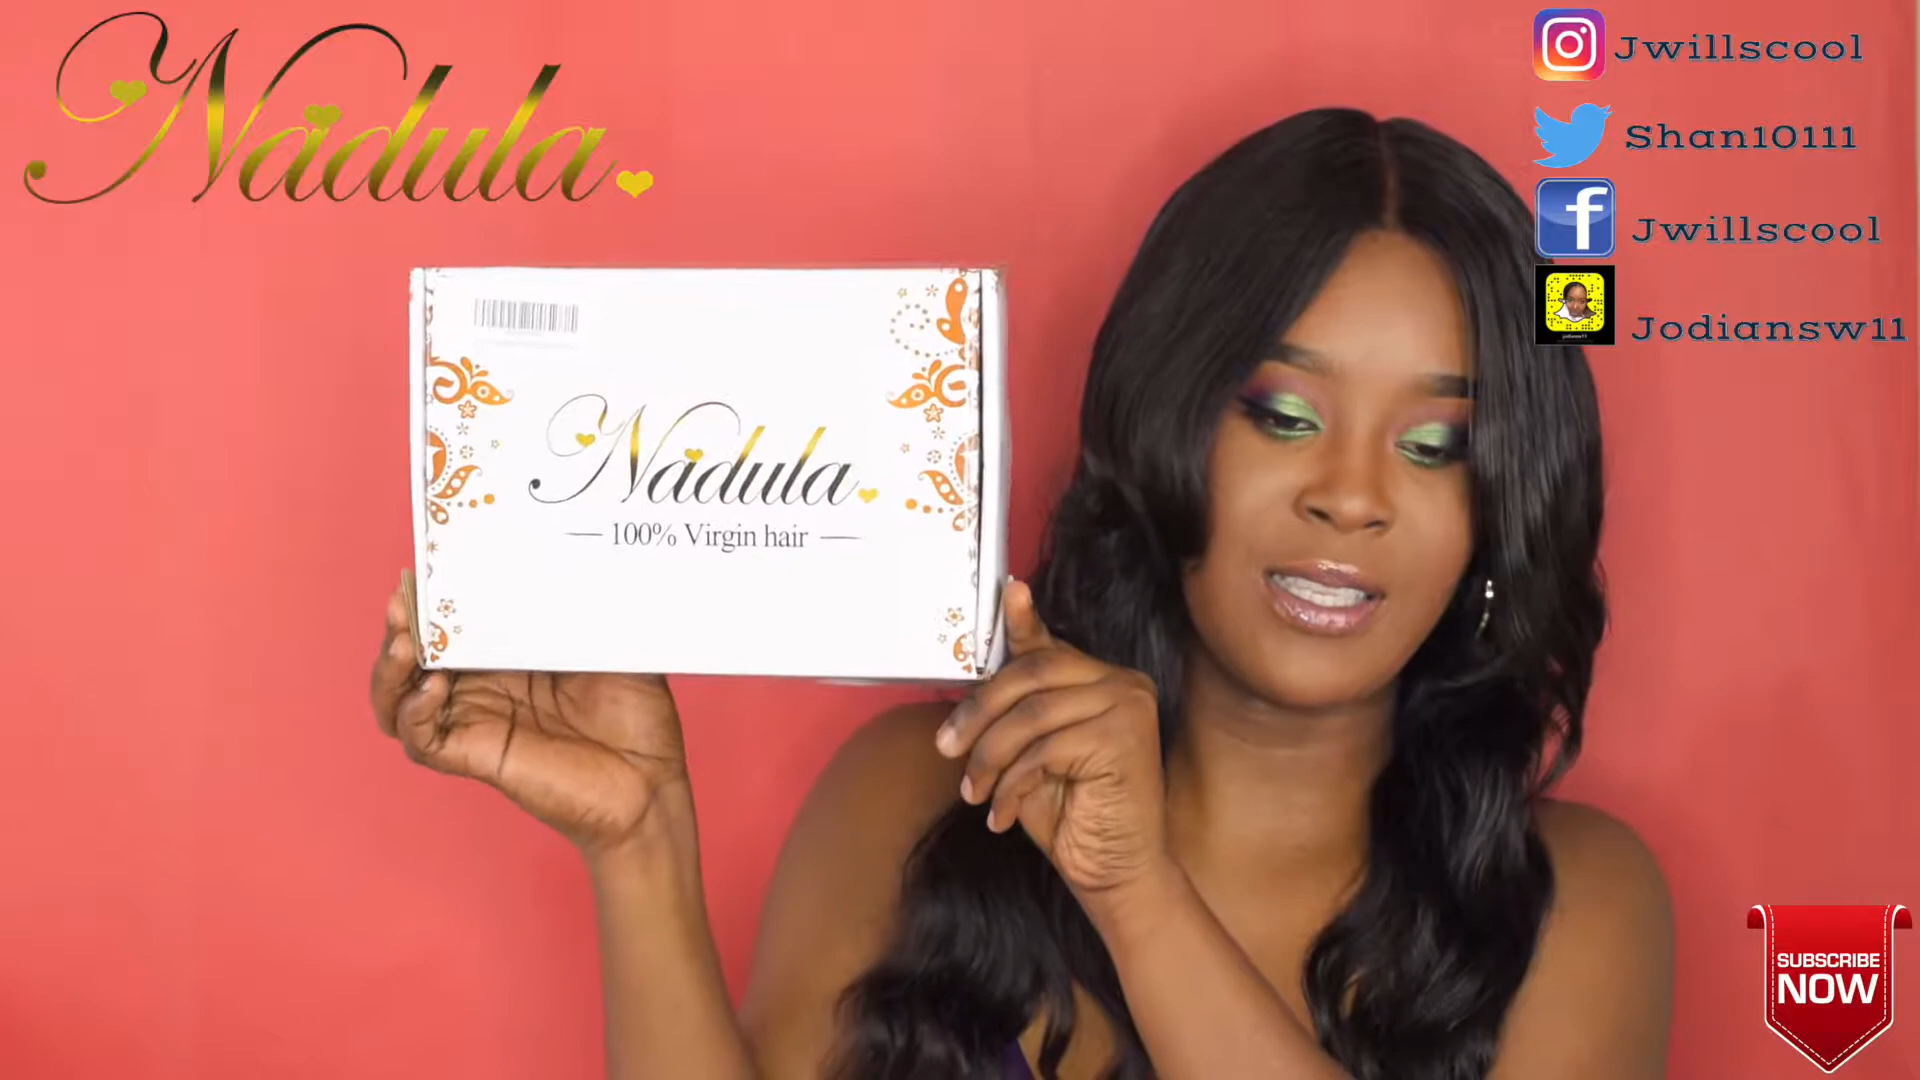 Nadula
Jwillscool
Shan10111
Jwillscool
Jodiansw11
Nadula
100% Virgin hair
SUBSCRIBE
NOW